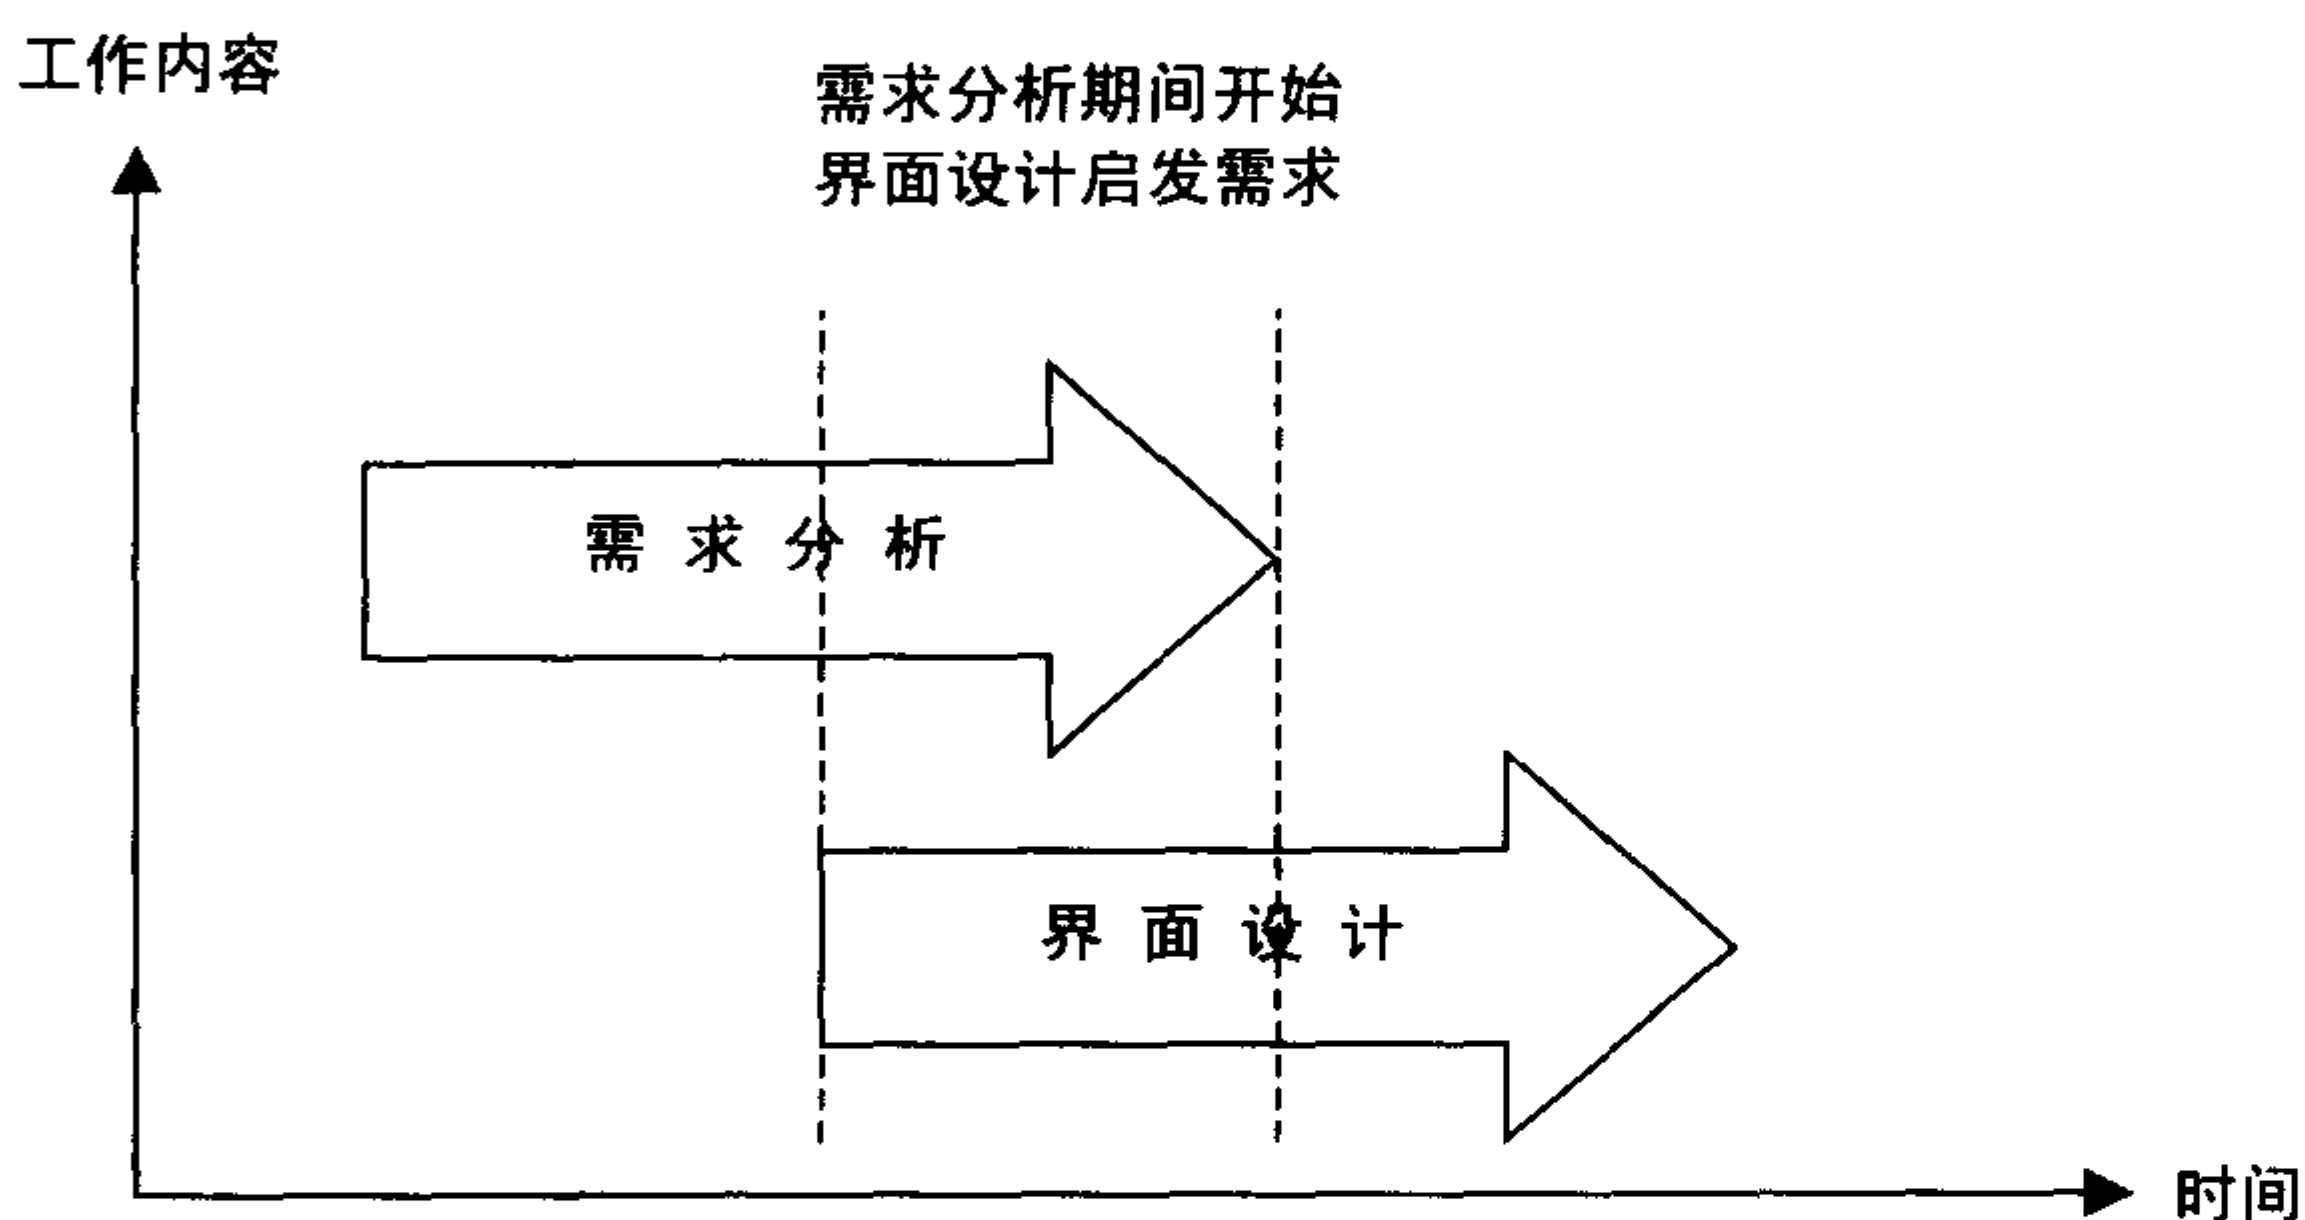 工作内容
需求分析期间开始
界面设计启发需求
需求分析
界面设计
时间